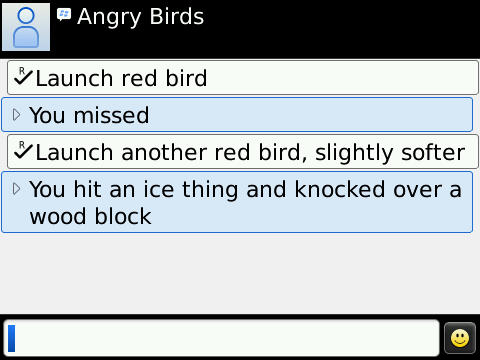 Angry Birds
R
Launch red bird
You missed
R
Launch another red bird, slightly softer
You hit an ice thing and knocked over a
wood block